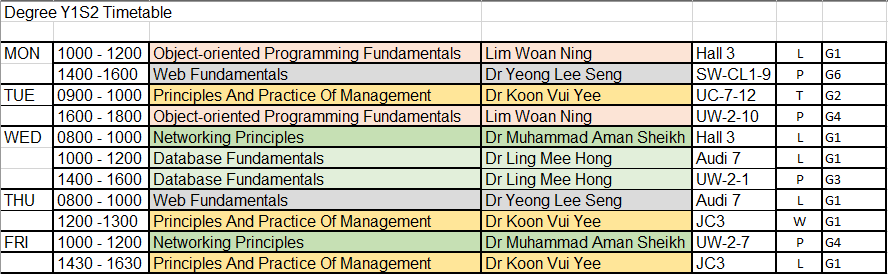 Degree Y1S2 Timetable
MON 1000 - 1200 Object-oriented Programming Fundamentals Lim Woan Ning Hall 3 L G1
1400 -1600 Web Fundamentals Dr Yeong Lee Seng SW-CL1-9 P G6
TUE 0900 - 1000 Principles And Practice Of Management Dr Koon Vui Yee UC-7-12 T G2
1600 - 1800 Object-oriented Programming Fundamentals Lim Woan Ning UW-2-10 P G4
WED 0800 - 1000 Networking Principles Dr Muhammad Aman Sheikh Hall 3 L G1
1000 - 1200 Database Fundamentals Dr Ling Mee Hong Audi 7 L G1
1400 - 1600 Database Fundamentals Dr Ling Mee Hong UW-2-1 P G3
THU 0800 - 1000 Web Fundamentals Dr Yeong Lee Seng Audi 7 L G1
1200 -1300 Principles And Practice Of Management Dr Koon Vui Yee JC3 W G1
FRI 1000 - 1200 Networking Principles Dr Muhammad Aman Sheikh UW-2-7 P G4
1430 - 1630 Principles And Practice Of Management Dr Koon Vui Yee JC3 L G1